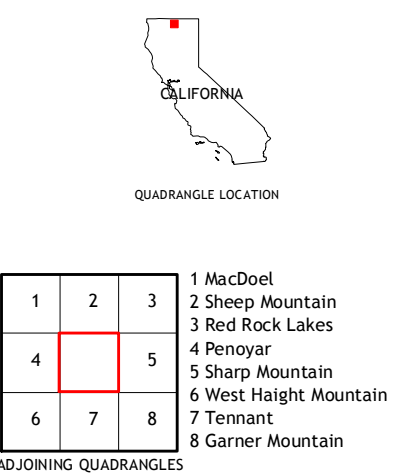 CALIFORNIA
QUADRANGLE LOCATION
1 2 3
4 5
6 7 8
1 MacDoel
2 Sheep Mountain
3 Red Rock Lakes
4 Penoyar
5 Sharp Mountain
6 West Haight Mountain
7 Tennant
8 Garner Mountain
ADJOINING QUADRANGLES